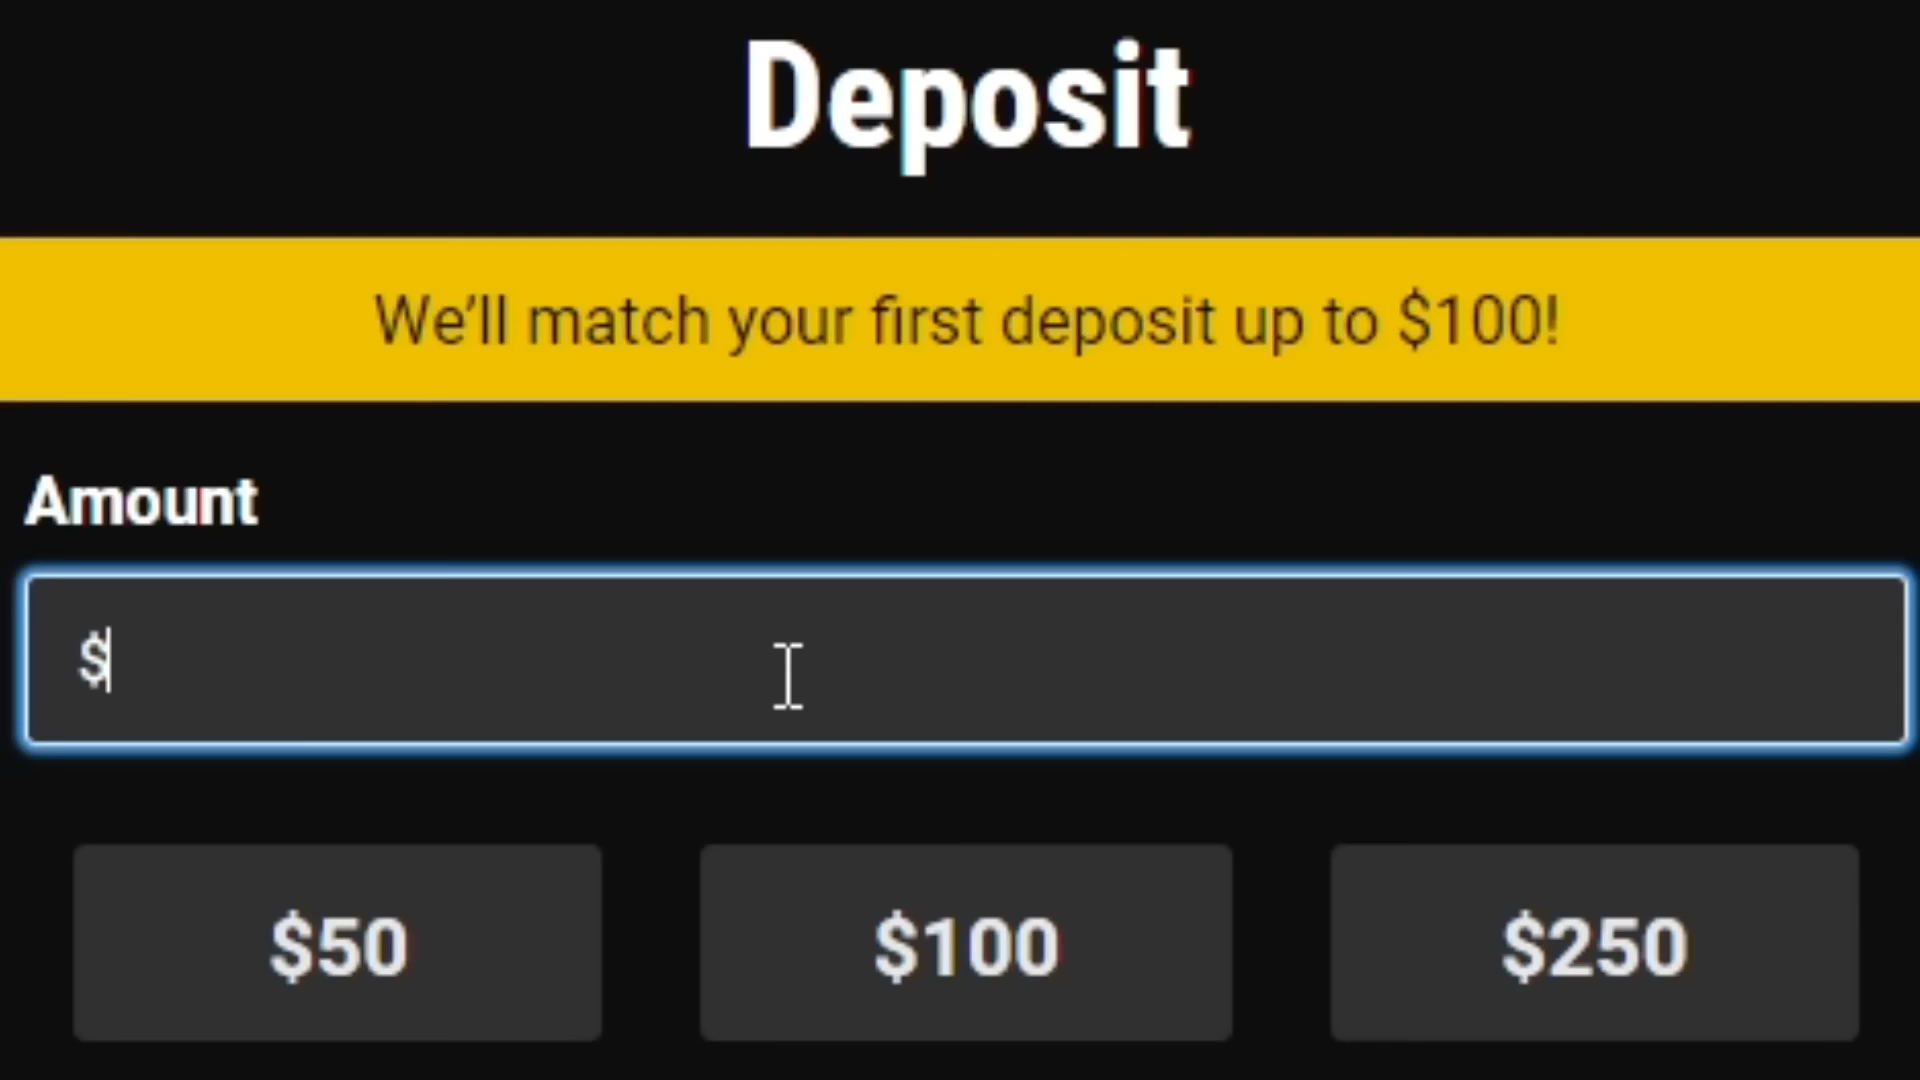 Deposit
We'll match your first deposit up to $100!
Amount
$
$50
$100
$250